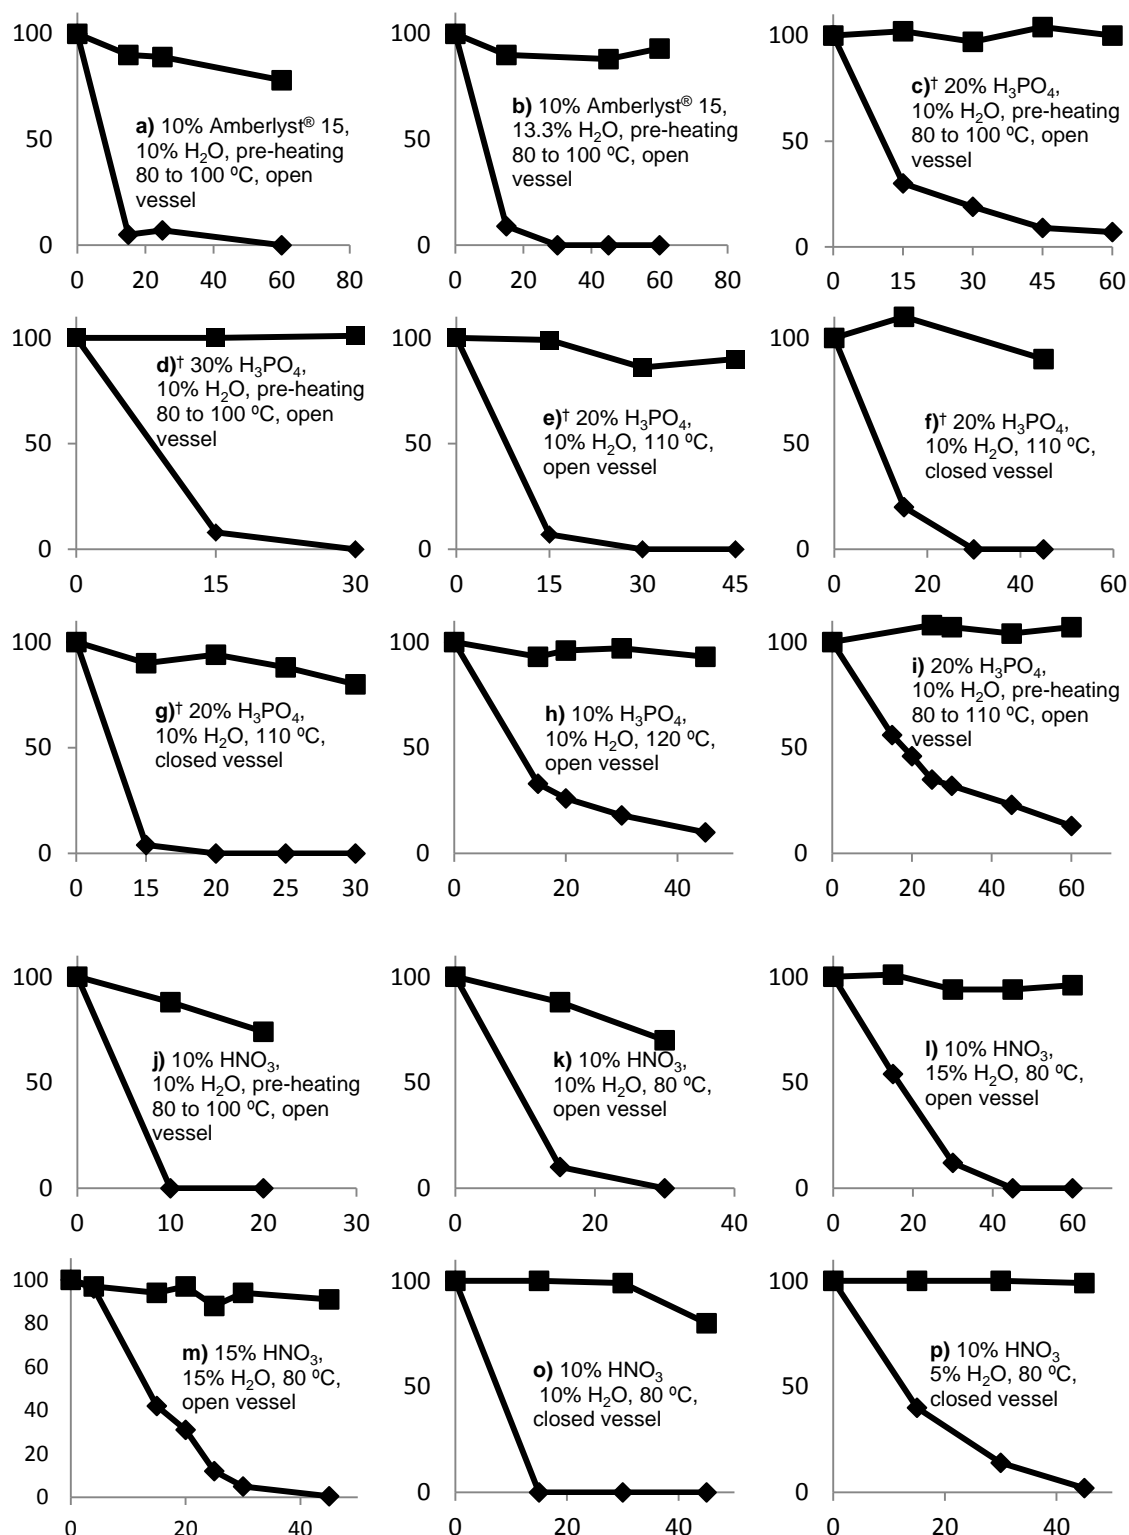 100
50
0
0 20 40 60 80
a) 10% Amberlyst® 15,
10% H₂O, pre-heating
80 to 100 ºC, open
vessel
100
50
0
0 20 40 60 80
b) 10% Amberlyst® 15,
13.3% H₂O, pre-heating
80 to 100 ºC, open
vessel
100
50
0
0 15 30 45 60
c)† 20% H₃PO₄,
10% H₂O, pre-heating
80 to 100 ºC, open
vessel
100
50
0
0 15 30
d)† 30% H₃PO₄,
10% H₂O, pre-heating
80 to 100 ºC, open
vessel
100
50
0
0 15 30 45
e)† 20% H₃PO₄,
10% H₂O, 110 ºC,
open vessel
100
50
0
0 20 40 60
f)† 20% H₃PO₄,
10% H₂O, 110 ºC,
closed vessel
100
50
0
0 15 20 25 30
g)† 20% H₃PO₄,
10% H₂O, 110 ºC,
closed vessel
100
50
0
0 20 40
h) 10% H₃PO₄,
10% H₂O, 120 ºC,
open vessel
100
50
0
0 20 40 60
i) 20% H₃PO₄,
10% H₂O, pre-heating
80 to 110 ºC, open
vessel
100
50
0
0 10 20 30
j) 10% HNO₃,
10% H₂O, pre-heating
80 to 100 ºC, open
vessel
100
50
0
0 20 40
k) 10% HNO₃,
10% H₂O, 80 ºC,
open vessel
100
50
0
0 20 40 60
l) 10% HNO₃,
15% H₂O, 80 ºC,
open vessel
100
80
60
40
20
0
0 20 40
m) 15% HNO₃,
15% H₂O, 80 ºC,
open vessel
100
50
0
0 20 40
o) 10% HNO₃
10% H₂O, 80 ºC,
closed vessel
100
50
0
0 20 40
p) 10% HNO₃
5% H₂O, 80 ºC,
closed vessel